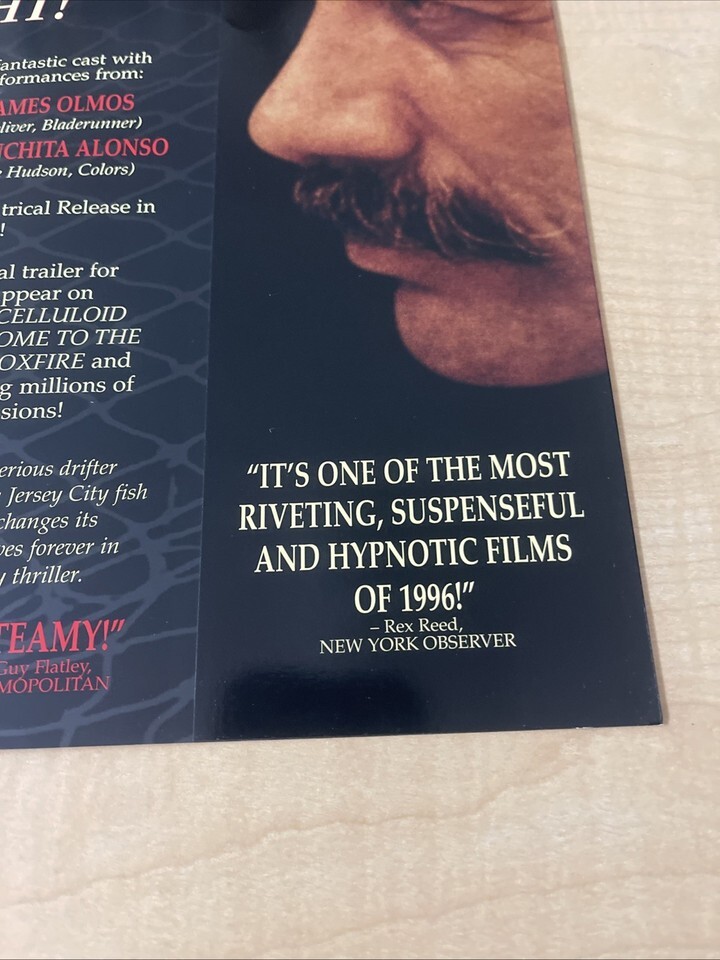 HT!
fantastic cast with
formances from:
AMES OLMOS
liver, Bladerunner)
UCHITA ALONSO
Hudson, Colors)
trical Release in
!
al trailer for
ppear on
CELLULOID
OME TO THE
OXFIRE and
g millions of
sions!
erious drifter
Jersey City fish
changes its
ves forever in
y thriller.
TEAMY!”
Guy Flatley,
MOPOLITAN
“IT’S ONE OF THE MOST
RIVETING, SUSPENSEFUL
AND HYPNOTIC FILMS
OF 1996!”
– Rex Reed,
NEW YORK OBSERVER